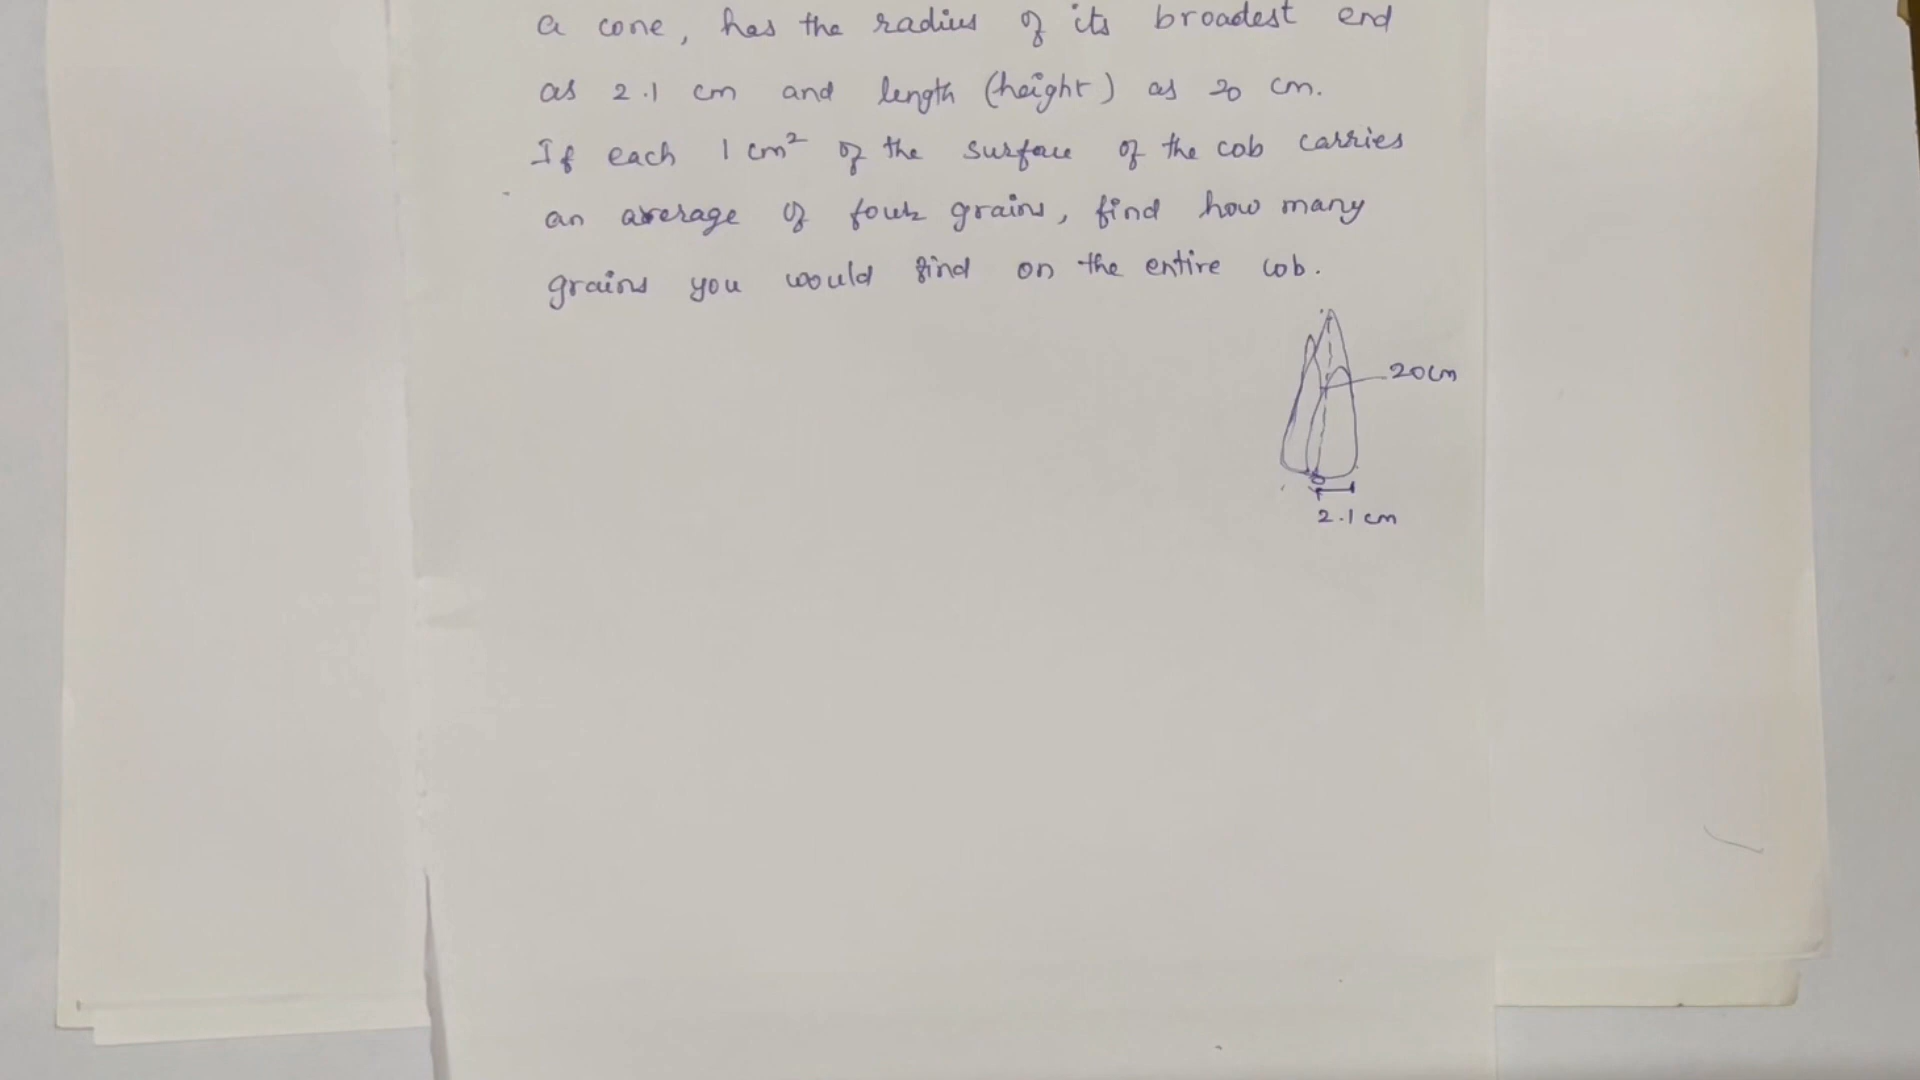 a cone, has the radius of its broadest end
as 2.1 cm and length (height) as 20 cm.
If each 1 cm² of the surface of the cob carries
an average of four grains, find how many
grains you would find on the entire cob.
20cm
2.1 cm